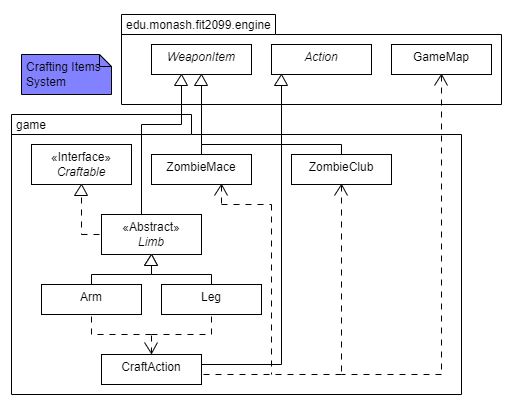 edu.monash.fit2099.engine
Crafting Items
System
WeaponItem
Action
GameMap
game
«Interface»
Craftable
ZombieMace
ZombieClub
«Abstract»
Limb
Arm
Leg
CraftAction